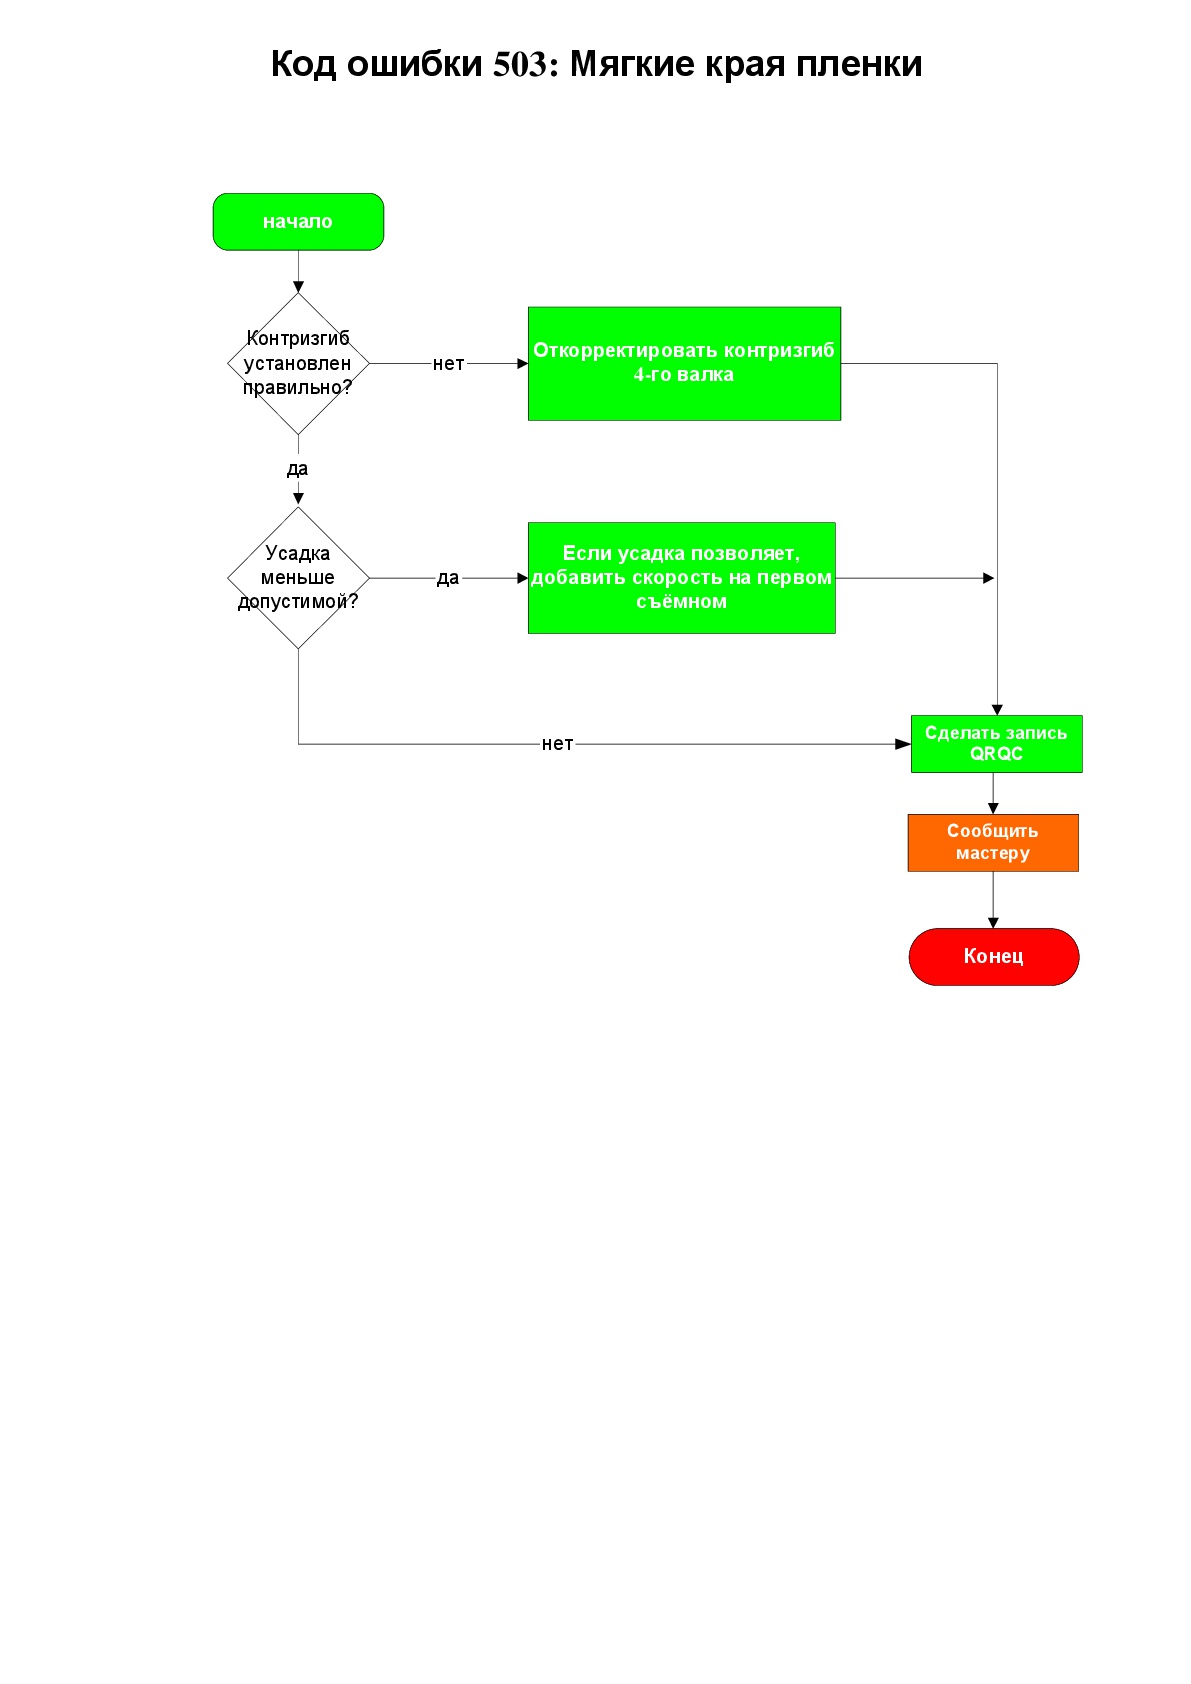 Код ошибки 503: Мягкие края пленки
начало
Контризгиб
установлен
правильно?
нет
Откорректировать контризгиб
4-го валка
да
Усадка
меньше
допустимой?
да
Если усадка позволяет,
добавить скорость на первом
съёмном
нет
Сделать запись
QRQC
Сообщить
мастеру
Конец